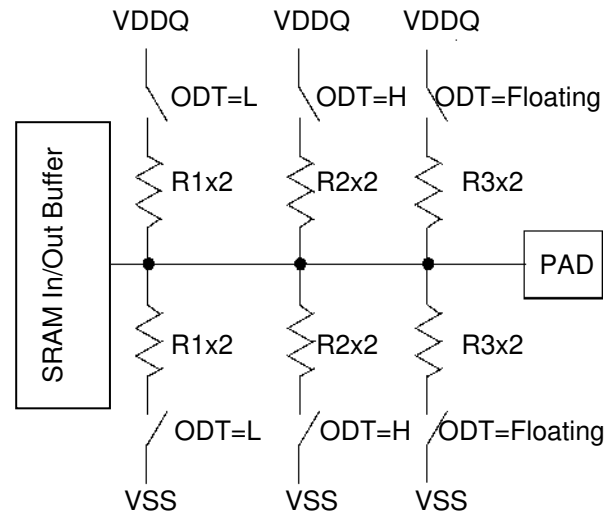 VDDQ VDDQ VDDQ
ODT=L ODT=H ODT=Floating
SRAM In/Out Buffer
R1x2 R2x2 R3x2
PAD
R1x2 R2x2 R3x2
ODT=L ODT=H ODT=Floating
VSS VSS VSS